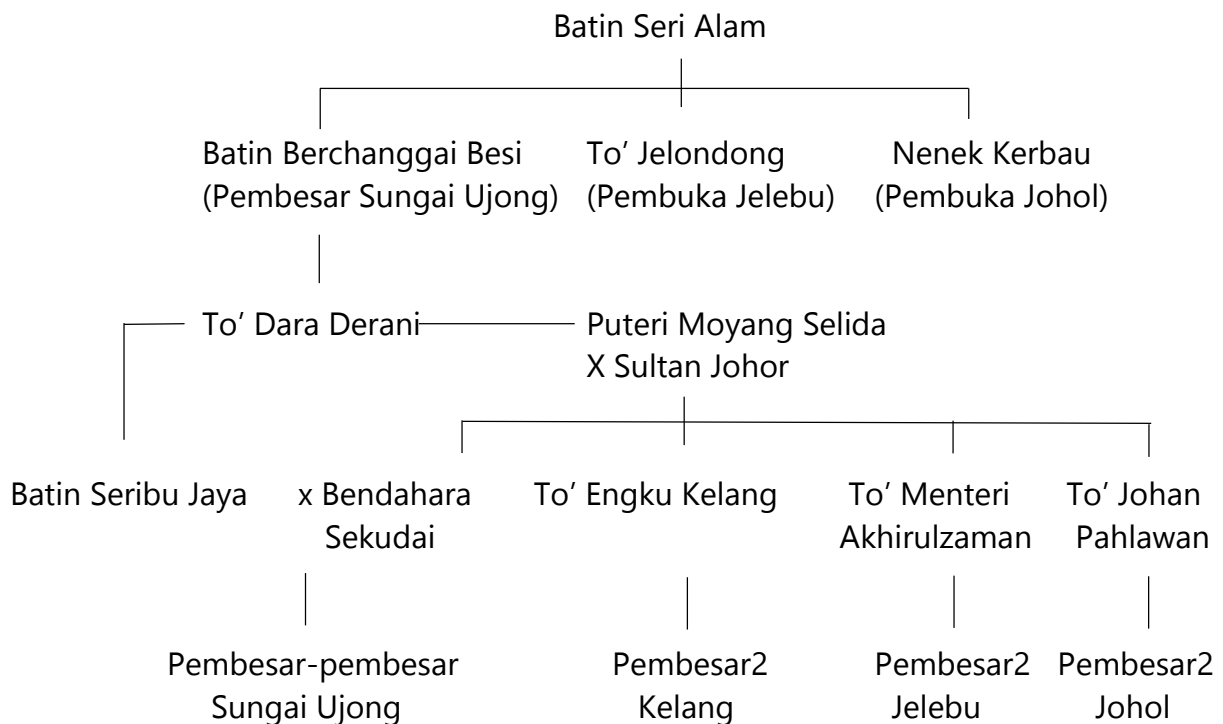 Batin Seri Alam
Batin Berchanggai Besi
(Pembesar Sungai Ujong)
To’ Jelondong
(Pembuka Jelebu)
Nenek Kerbau
(Pembuka Johol)
To’ Dara Derani
Puteri Moyang Selida
X Sultan Johor
Batin Seribu Jaya
x Bendahara
Sekudai
To’ Engku Kelang
To’ Menteri
Akhirulzaman
To’ Johan
Pahlawan
Pembesar-pembesar
Sungai Ujong
Pembesar2
Kelang
Pembesar2
Jelebu
Pembesar2
Johol